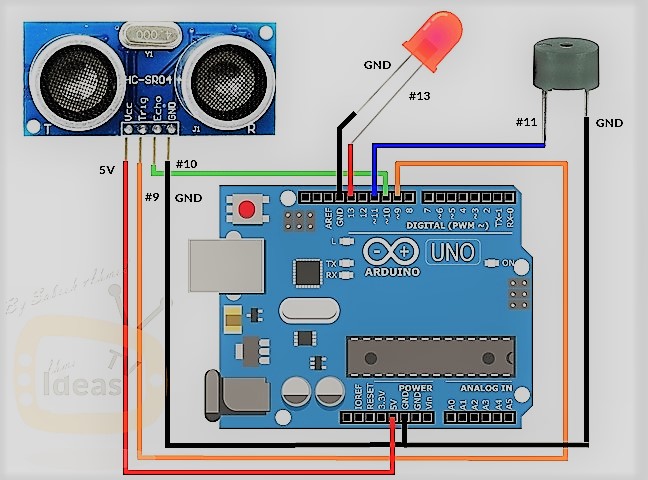 GND
#13
Y1
HC-SR04
Vcc
Trig
Echo
GND
T
J1
R
#11
GND
5V
#10
#9
GND
AREF
GND
13
12
~11
~10
~9
8
7
~6
~5
4
~3
2
TX-1
RX-0
DIGITAL (PWM ~)
L
TX
RX
UNO
ARDUINO
ON
TV
Ideas
POWER
ANALOG IN
IOREF
RESET
3.3V
5V
GND
GND
Vin
A0
A1
A2
A3
A4
A5